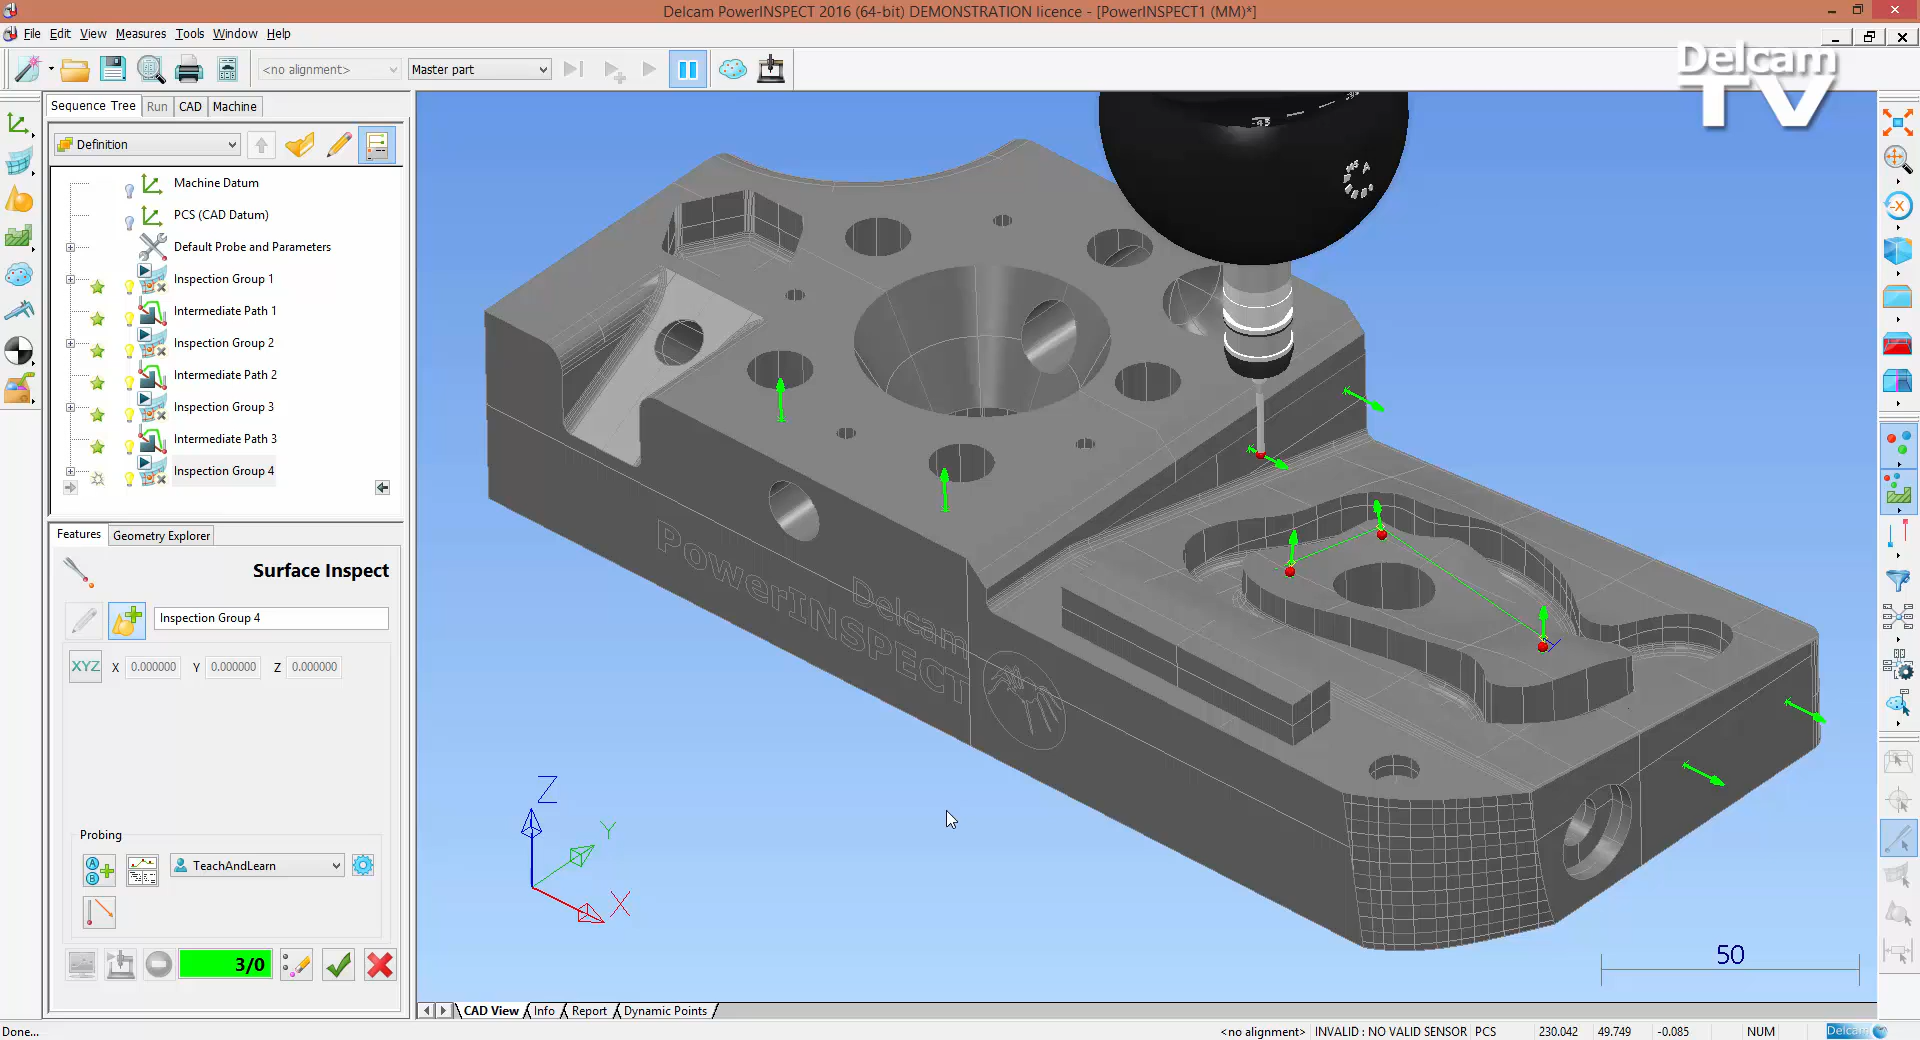 Delcam PowerINSPECT 2016 (64-bit) DEMONSTRATION licence - [PowerINSPECT1 (MM)*]
File Edit View Measures Tools Window Help
<no alignment> Master part
Delcam
TV
Sequence Tree Run CAD Machine
Definition
Machine Datum
PCS (CAD Datum)
Default Probe and Parameters
Inspection Group 1
Intermediate Path 1
Inspection Group 2
Intermediate Path 2
Inspection Group 3
Intermediate Path 3
Inspection Group 4
Features Geometry Explorer
Surface Inspect
Inspection Group 4
XYZ X 0.000000 Y 0.000000 Z 0.000000
Probing
A
B
TeachAndLearn
3/0
Delcam
PowerINSPECT
Z
Y
X
50
-X
CAD View Info Report Dynamic Points
Done... <no alignment> INVALID : NO VALID SENSOR PCS 230.042 49.749 -0.085 NUM Delcam